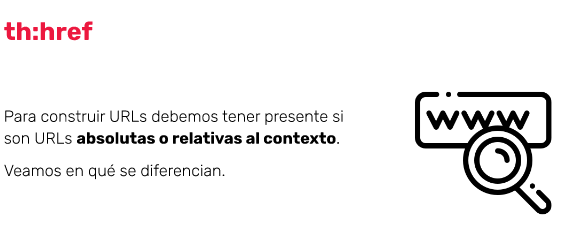 th:href
Para construir URLs debemos tener presente si
son URLs absolutas o relativas al contexto.
Veamos en qué se diferencian.
WWW